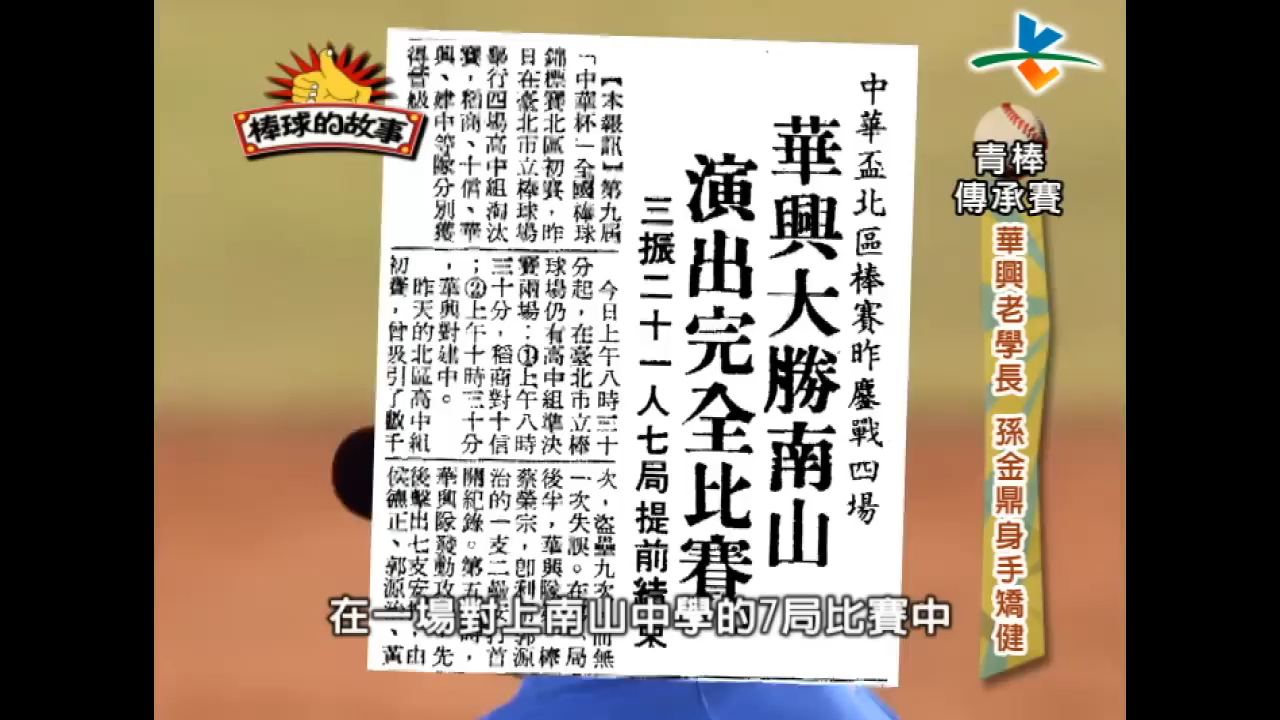 棒球的故事
青棒
傳承賽
華興老學長 孫金鼎身手矯健
中華盃北區棒賽昨鏖戰四場
華興大勝南山
演出完全比賽
三振二十一人七局提前結束
【本報訊】第九屆
「中華杯」全國棒球
錦標賽北區初賽,昨
日在臺北市立棒球場
舉行四場高中組淘汰
賽,稻商、十信、華
興、建中等隊分別獲
得晉級
今日上午八時三十
分起,在臺北市立棒
球場仍有高中組準決
賽兩場:①上午八時
三十分,稻商對十信
;②上午十時三十分
,華興對建中。
昨天的北區高中組
初賽,曾吸引了數千
次,盜壘九次
一次失誤。在
後半,華興隊
蔡榮宗,即利
治的一支二壘
關紀錄。第五
華興隊發動攻
後擊出七支安
侯德正、郭源治、黃
在一場對上南山中學的7局比賽中